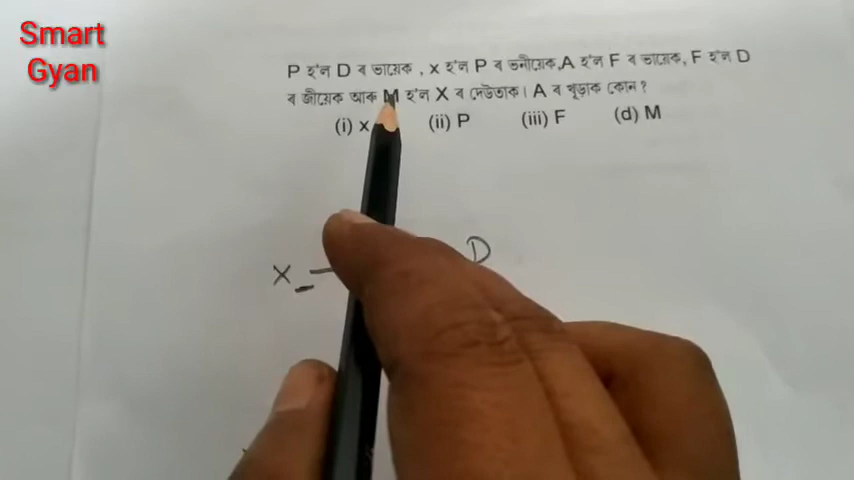 Smart
Gyan
P হ'ল D ৰ ভায়েক , x হ'ল P ৰ ভনীয়েক,A হ'ল F ৰ ভায়েক, F হ'ল D
ৰ জীয়েক আৰু M হ'ল X ৰ দেউতাক। A ৰ খূড়াক কোন ?
(i) x (ii) P (iii) F (d) M
D
X -